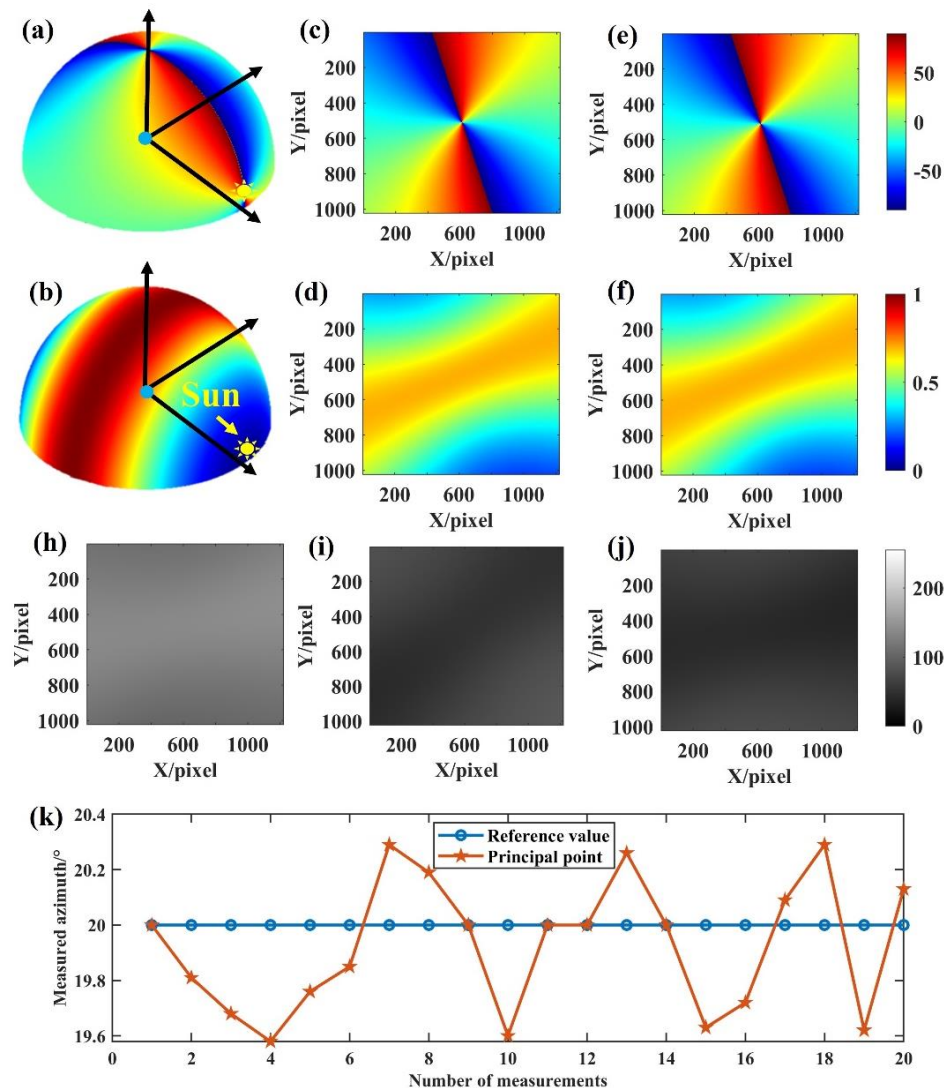 (a)
(c)
(e)
200
400
600
800
1000
Y/pixel
200 600 1000
X/pixel
200
400
600
800
1000
Y/pixel
200 600 1000
X/pixel
50
0
-50
(b)
Sun
(d)
(f)
200
400
600
800
1000
Y/pixel
200 600 1000
X/pixel
200
400
600
800
1000
Y/pixel
200 600 1000
X/pixel
1
0.5
0
(h)
(i)
(j)
200
400
600
800
1000
Y/pixel
200 600 1000
X/pixel
200
400
600
800
1000
Y/pixel
200 600 1000
X/pixel
200
400
600
800
1000
Y/pixel
200 600 1000
X/pixel
200
100
0
(k)
20.4
20.2
20
19.8
19.6
Measured azimuth/°
Reference value
Principal point
0 2 4 6 8 10 12 14 16 18 20
Number of measurements